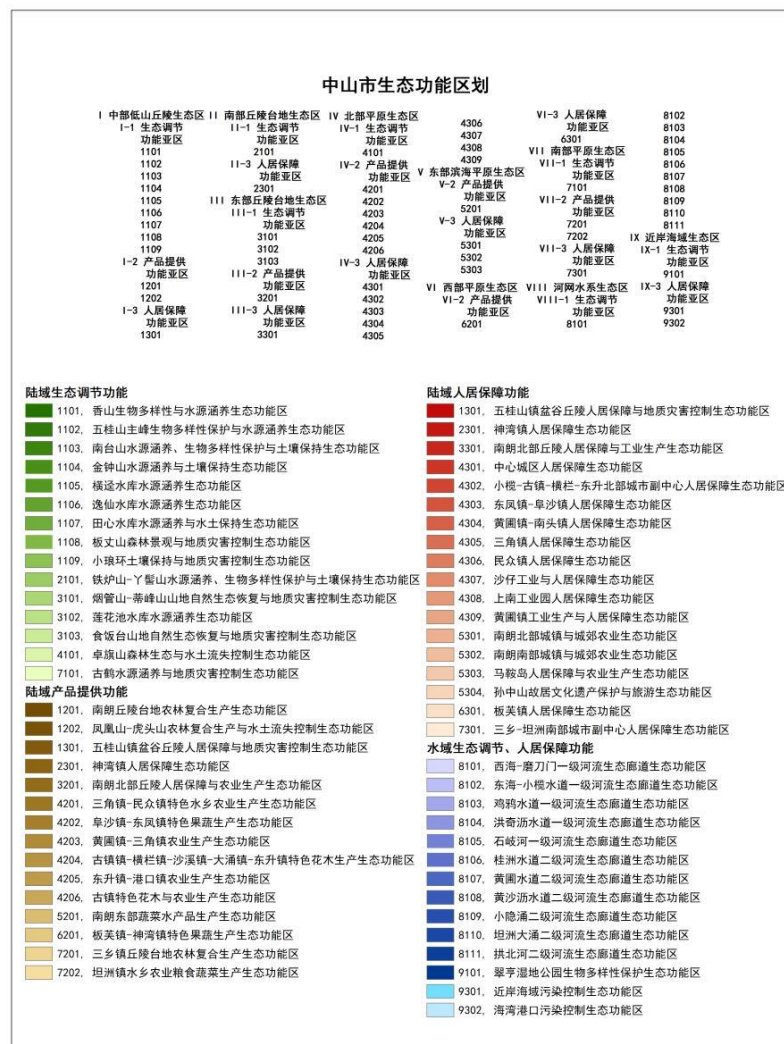 中山市生态功能区划
I 中部低山丘陵生态区
I-1 生态调节
功能亚区
1101
1102
1103
1104
1105
1106
1107
1108
1109
I-2 产品提供
功能亚区
1201
1202
I-3 人居保障
功能亚区
1301
II 南部丘陵台地生态区
II-1 生态调节
功能亚区
2101
II-3 人居保障
功能亚区
2301
III 东部丘陵台地生态区
III-1 生态调节
功能亚区
3101
3102
3103
III-2 产品提供
功能亚区
3201
III-3 人居保障
功能亚区
3301
IV 北部平原生态区
IV-1 生态调节
功能亚区
4101
IV-2 产品提供
功能亚区
4201
4202
4203
4204
4205
4206
IV-3 人居保障
功能亚区
4301
4302
4303
4304
4305
4306
4307
4308
4309
V 东部滨海平原生态区
V-2 产品提供
功能亚区
5201
V-3 人居保障
功能亚区
5301
5302
5303
VI 西部平原生态区
VI-2 产品提供
功能亚区
6201
VI-3 人居保障
功能亚区
6301
VII 南部平原生态区
VII-1 生态调节
功能亚区
7101
VII-2 产品提供
功能亚区
7201
7202
VII-3 人居保障
功能亚区
7301
VIII 河网水系生态区
VIII-1 生态调节
功能亚区
8101
8102
8103
8104
8105
8106
8107
8108
8109
8110
8111
IX 近岸海域生态区
IX-1 生态调节
功能亚区
9101
IX-3 人居保障
功能亚区
9301
9302
陆域生态调节功能
1101, 香山生物多样性与水源涵养生态功能区
1102, 五桂山主峰生物多样性保护与水源涵养生态功能区
1103, 南台山水源涵养、生物多样性保护与土壤保持生态功能区
1104, 金钟山水源涵养与土壤保持生态功能区
1105, 横迳水库水源涵养生态功能区
1106, 逸仙水库水源涵养生态功能区
1107, 田心水库水源涵养与水土保持生态功能区
1108, 板丈山森林景观与地质灾害控制生态功能区
1109, 小琅环土壤保持与地质灾害控制生态功能区
2101, 铁炉山-丫髻山水源涵养、生物多样性保护与土壤保持生态功能区
3101, 烟管山-蒂峰山山地自然生态恢复与地质灾害控制生态功能区
3102, 莲花池水库水源涵养生态功能区
3103, 食饭台山地自然生态恢复与地质灾害控制生态功能区
4101, 卓旗山森林生态与水土流失控制生态功能区
7101, 古鹤水源涵养与地质灾害控制生态功能区
陆域产品提供功能
1201, 南朗丘陵台地农林复合生产生态功能区
1202, 凤凰山-虎头山农林复合生产与水土流失控制生态功能区
1301, 五桂山镇盆谷丘陵人居保障与地质灾害控制生态功能区
2301, 神湾镇人居保障生态功能区
3201, 南朗北部丘陵人居保障与农业生产生态功能区
4201, 三角镇-民众镇特色水乡农业生产生态功能区
4202, 阜沙镇-东凤镇特色果蔬生产生态功能区
4203, 黄圃镇-三角镇农业生产生态功能区
4204, 古镇镇-横栏镇-沙溪镇-大涌镇-东升镇特色花木生产生态功能区
4205, 东升镇-港口镇农业生产生态功能区
4206, 古镇特色花木与农业生产生态功能区
5201, 南朗东部蔬菜水产品生产生态功能区
6201, 板芙镇-神湾镇特色果蔬生产生态功能区
7201, 三乡镇丘陵台地农林复合生产生态功能区
7202, 坦洲镇水乡农业粮食蔬菜生产生态功能区
陆域人居保障功能
1301, 五桂山镇盆谷丘陵人居保障与地质灾害控制生态功能区
2301, 神湾镇人居保障生态功能区
3301, 南朗北部丘陵人居保障与工业生产生态功能区
4301, 中心城区人居保障生态功能区
4302, 小榄-古镇-横栏-东升北部城市副中心人居保障生态功能区
4303, 东凤镇-阜沙镇人居保障生态功能区
4304, 黄圃镇-南头镇人居保障生态功能区
4305, 三角镇人居保障生态功能区
4306, 民众镇人居保障生态功能区
4307, 沙仔工业与人居保障生态功能区
4308, 上南工业园人居保障生态功能区
4309, 黄圃镇工业生产与人居保障生态功能区
5301, 南朗北部城镇与城郊农业生态功能区
5302, 南朗南部城镇与城郊农业生态功能区
5303, 马鞍岛人居保障与农业生产生态功能区
5304, 孙中山故居文化遗产保护与旅游生态功能区
6301, 板芙镇人居保障生态功能区
7301, 三乡-坦洲南部城市副中心人居保障生态功能区
水域生态调节、人居保障功能
8101, 西海-磨刀门一级河流生态廊道生态功能区
8102, 东海-小榄水道一级河流生态廊道生态功能区
8103, 鸡鸦水道一级河流生态廊道生态功能区
8104, 洪奇沥水道一级河流生态廊道生态功能区
8105, 石岐河一级河流生态廊道生态功能区
8106, 桂洲水道二级河流生态廊道生态功能区
8107, 黄圃水道二级河流生态廊道生态功能区
8108, 黄沙沥水道二级河流生态廊道生态功能区
8109, 小隐涌二级河流生态廊道生态功能区
8110, 坦洲大涌二级河流生态廊道生态功能区
8111, 拱北河二级河流生态廊道生态功能区
9101, 翠亨湿地公园生物多样性保护生态功能区
9301, 近岸海域污染控制生态功能区
9302, 海湾港口污染控制生态功能区